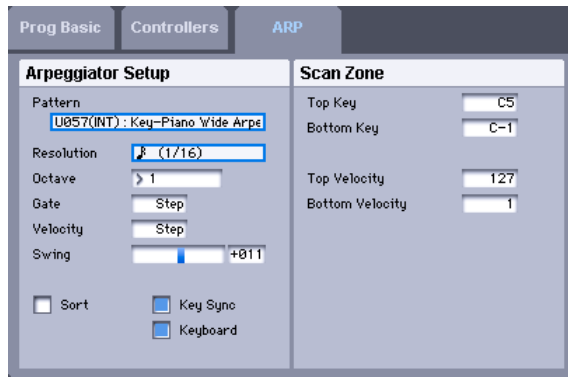 Prog Basic
Controllers
ARP
Arpeggiator Setup
Pattern
U057(INT) : Key-Piano Wide Arpe
Resolution
(1/16)
Octave
1
Gate
Step
Velocity
Step
Swing
+011
Sort
Key Sync
Keyboard
Scan Zone
Top Key
C5
Bottom Key
C-1
Top Velocity
127
Bottom Velocity
1